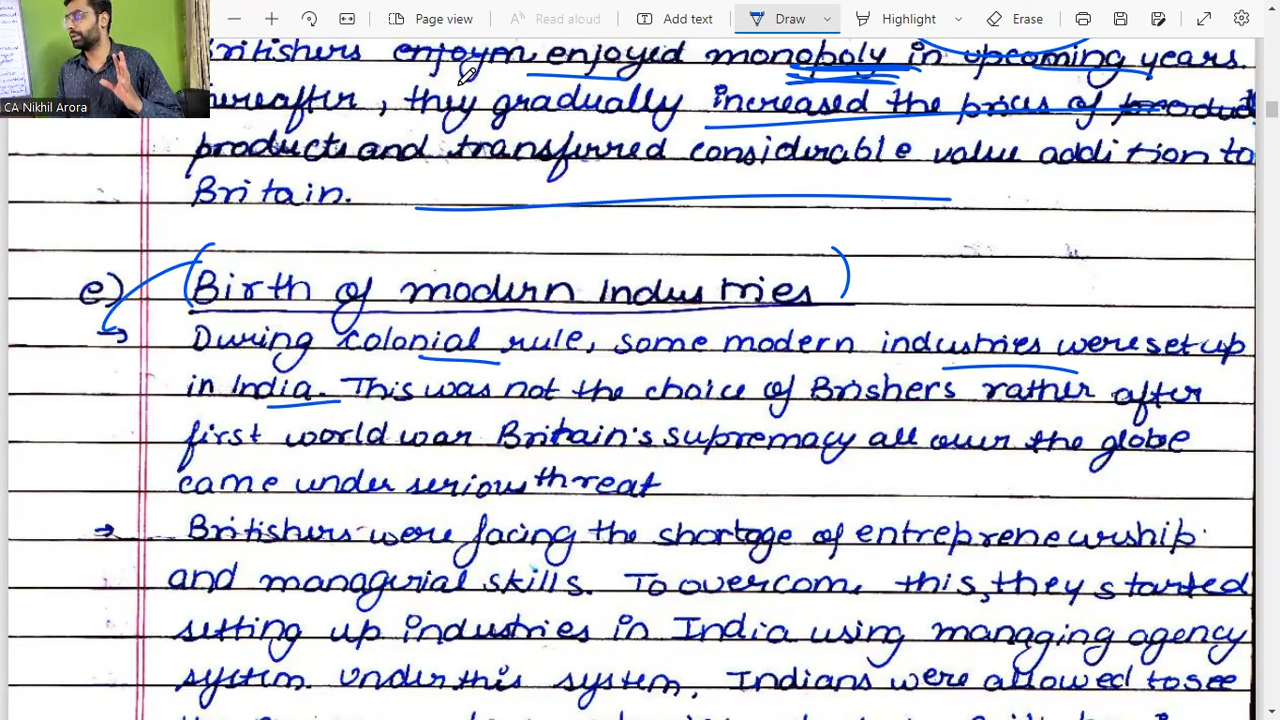 Page view
Read aloud
Add text
Draw
Highlight
Erase
CA Nikhil Arora
Britishers enjoym enjoyed monopoly in upcoming years.
hereafter, they gradually increased the prices of product
products and transferred considerable value addition to
Britain.
e) (Birth of modern Industries)
→ During colonial rule, some modern industries were set up
in India. This was not the choice of Brishers rather after
first world war Britain's supremacy all over the globe
came under serious threat
→ Britishers were facing the shortage of entrepreneurship
and managerial skills. To overcome this, they started
setting up industries in India using managing agency
system. Under this system, Indians were allowed to see